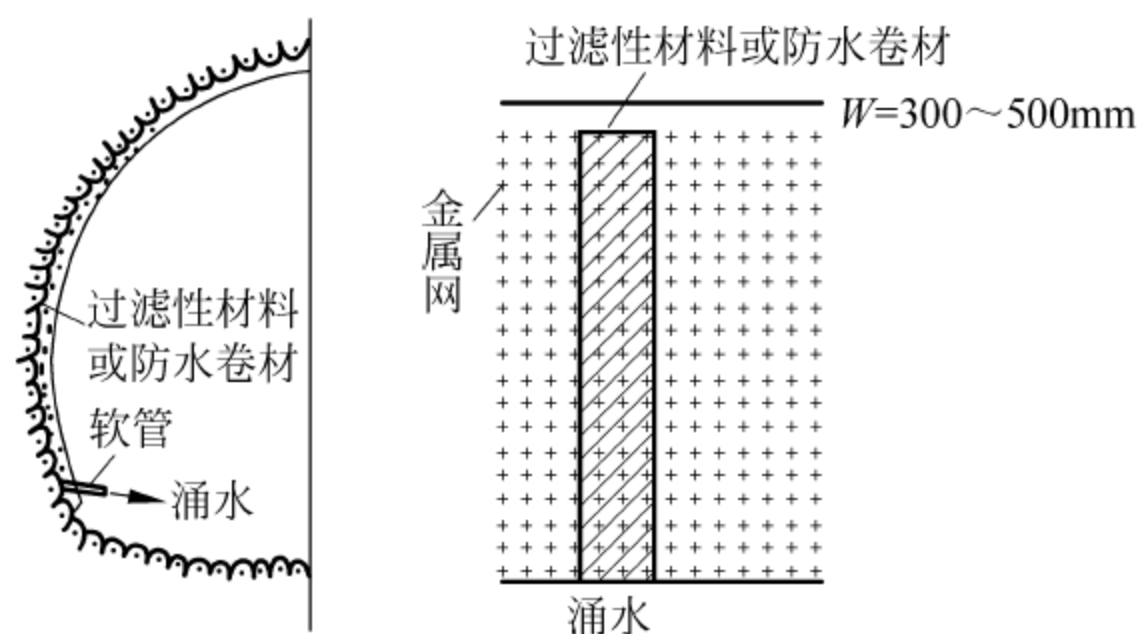 过滤性材料或防水卷材
W=300～500mm
金属网
过滤性材料
或防水卷材
软管
涌水
涌水